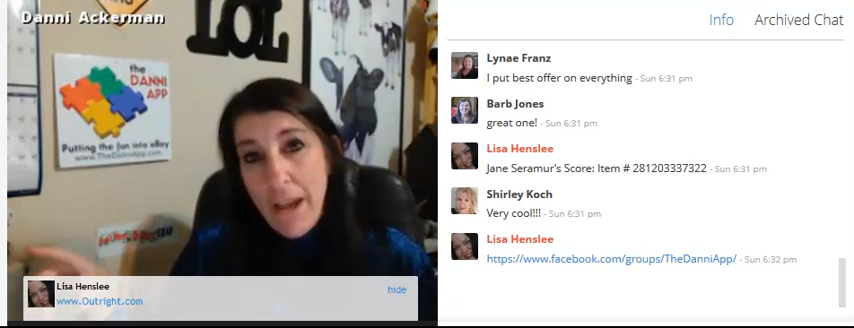 Danni Ackerman
LOL
the
DANNI
APP
Putting the fun into eBay
www.TheDanniApp.com
Lisa Henslee
www.Outright.com
hide
Info Archived Chat
Lynae Franz
I put best offer on everything - Sun 6:31 pm
Barb Jones
great one! - Sun 6:31 pm
Lisa Henslee
Jane Seramur's Score: Item # 281203337322 - Sun 6:31 pm
Shirley Koch
Very cool!!! - Sun 6:31 pm
Lisa Henslee
https://www.facebook.com/groups/TheDanniApp/ - Sun 6:32 pm